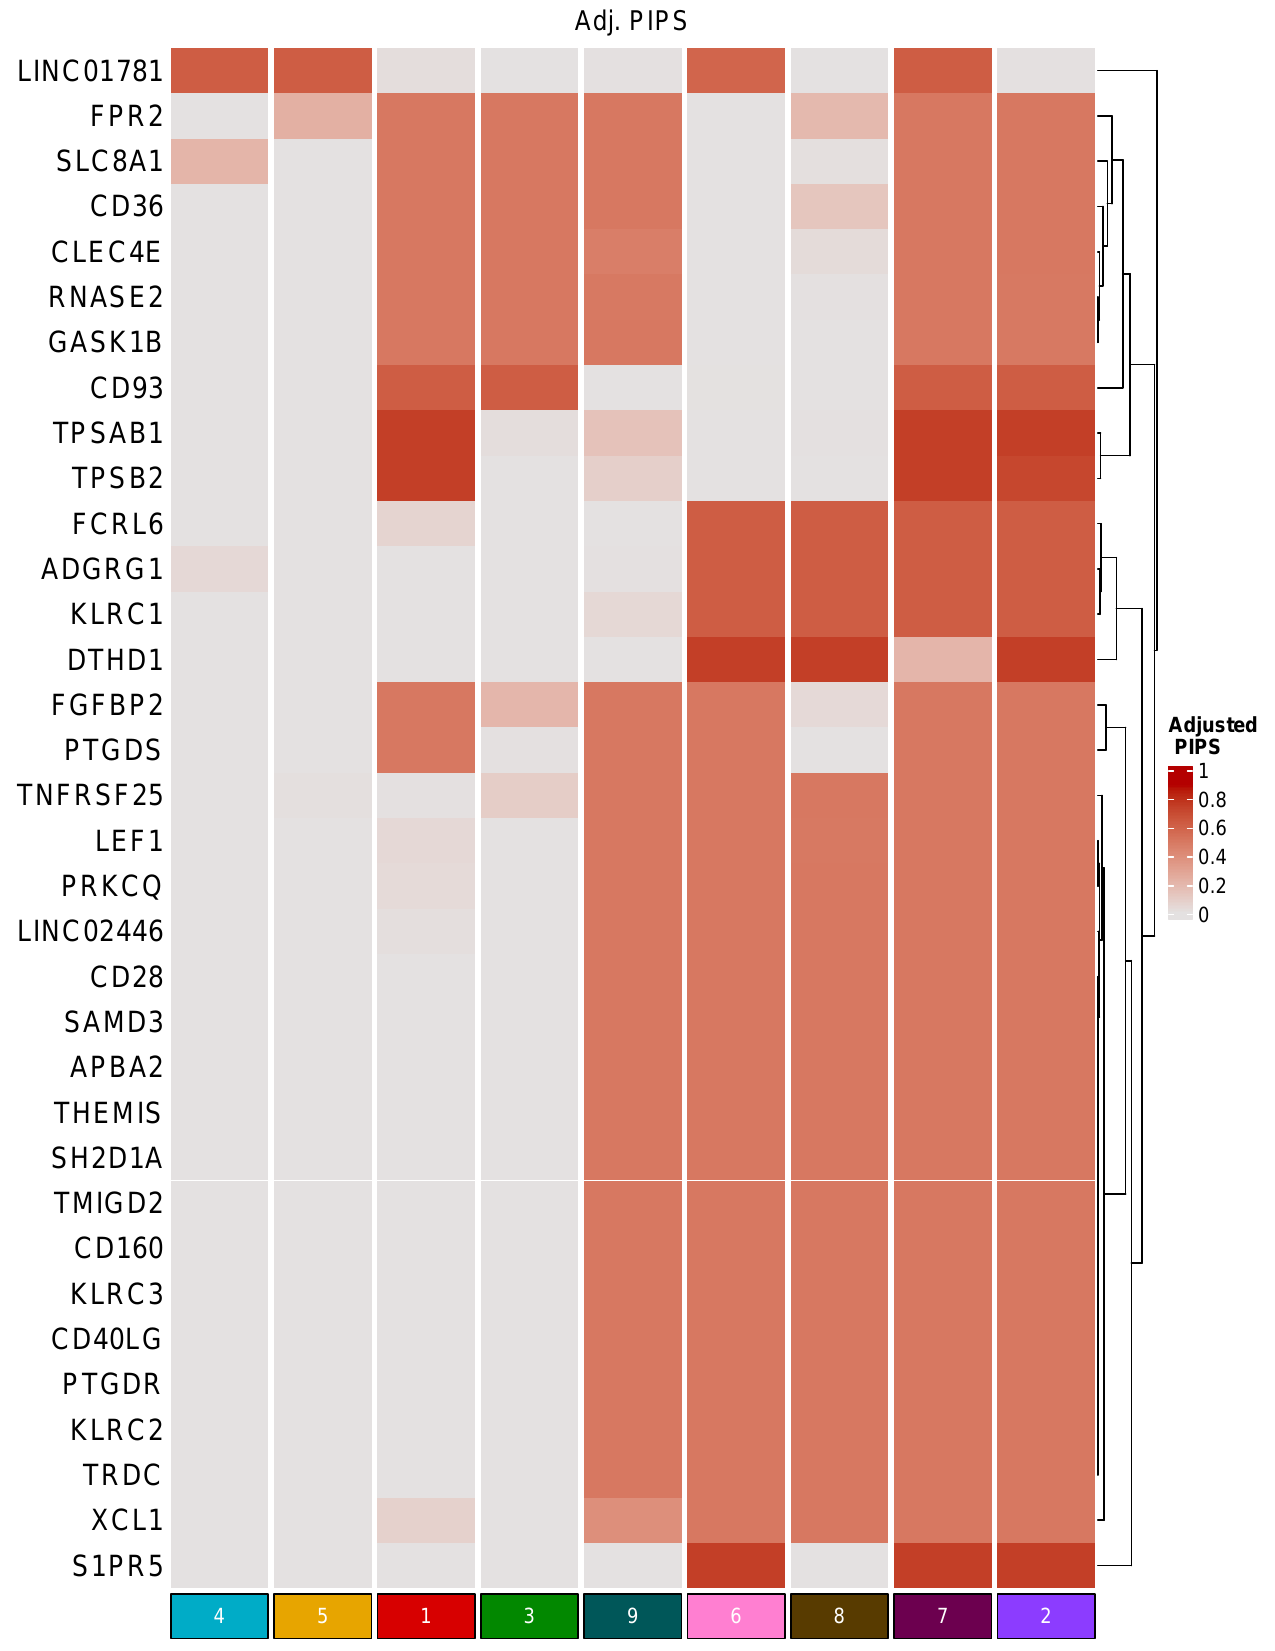 Adj. PIPS
LINC01781
FPR2
SLC8A1
CD36
CLEC4E
RNASE2
GASK1B
CD93
TPSAB1
TPSB2
FCRL6
ADGRG1
KLRC1
DTHD1
FGFBP2
PTGDS
TNFRSF25
LEF1
PRKCQ
LINC02446
CD28
SAMD3
APBA2
THEMIS
SH2D1A
TMIGD2
CD160
KLRC3
CD40LG
PTGDR
KLRC2
TRDC
XCL1
S1PR5
4 5 1 3 9 6 8 7 2
Adjusted
PIPS
1
0.8
0.6
0.4
0.2
0